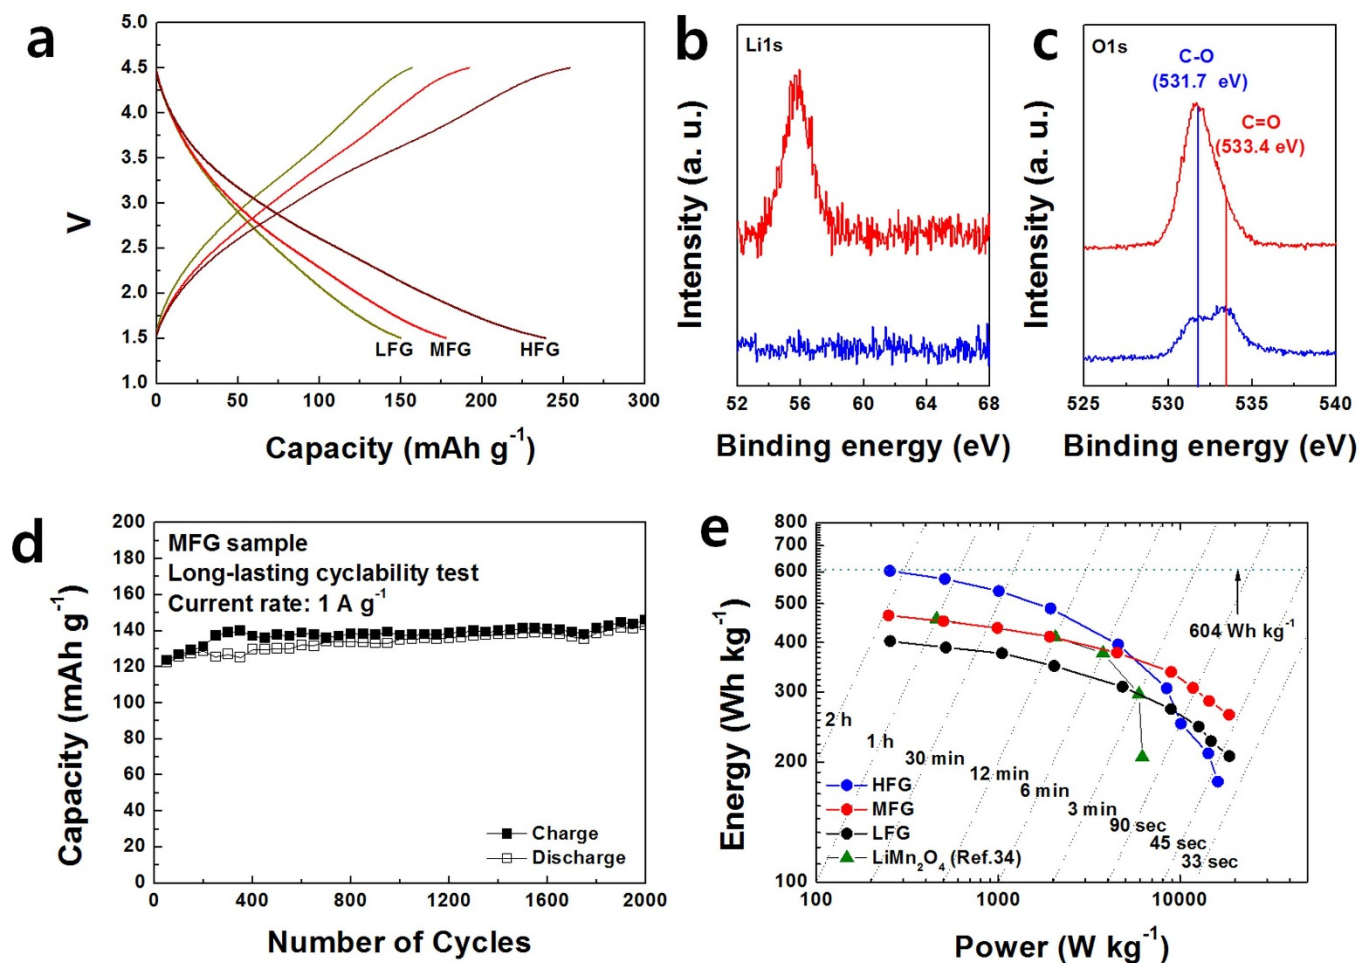 a
5.0
4.5
4.0
3.5
3.0
2.5
2.0
1.5
1.0
V
LFG MFG HFG
0 50 100 150 200 250 300
Capacity (mAh g-1)
b
Li1s
Intensity (a. u.)
52 56 60 64 68
Binding energy (eV)
c
O1s
C-O
(531.7 eV)
C=O
(533.4 eV)
Intensity (a. u.)
525 530 535 540
Binding energy (eV)
d
200
180
160
140
120
100
80
60
40
20
0
Capacity (mAh g-1)
MFG sample
Long-lasting cyclability test
Current rate: 1 A g-1
Charge
Discharge
0 400 800 1200 1600 2000
Number of Cycles
e
800
700
600
500
400
300
200
100
Energy (Wh kg-1)
604 Wh kg-1
2 h
1 h
30 min
12 min
6 min
3 min
90 sec
45 sec
33 sec
HFG
MFG
LFG
LiMn2O4 (Ref.34)
100 1000 10000
Power (W kg-1)